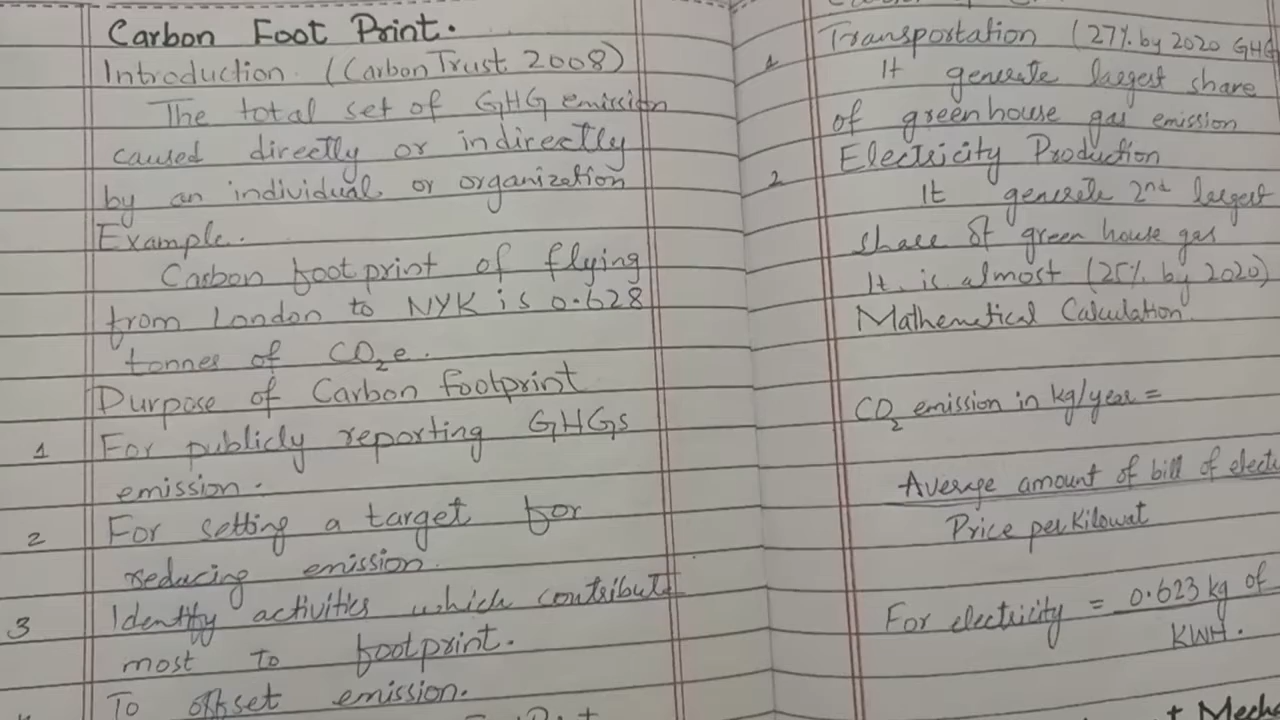 Carbon Foot Print.
Introduction (Carbon Trust 2008)
The total set of GHG emission
caused directly or indirectly
by an individual or organization
Example.
Carbon footprint of flying
from London to NYK is 0.628
tonnes of CO₂e.
Purpose of Carbon footprint
1 For publicly reporting GHGs
emission.
2 For setting a target for
reducing emission.
3 Identify activities which contribute
most To footprint.
To offset emission.
1 Transportation (27% by 2020 GHG
It generate largest share
of greenhouse gas emission
2 Electricity Production
It generate 2nd largest
share of green house gas
It is almost (25% by 2020)
Mathematical Calculation.
CO₂ emission in kg/year =
Average amount of bill of elect
Price per Kilowat
For electricity = 0.623 kg of
KWH.